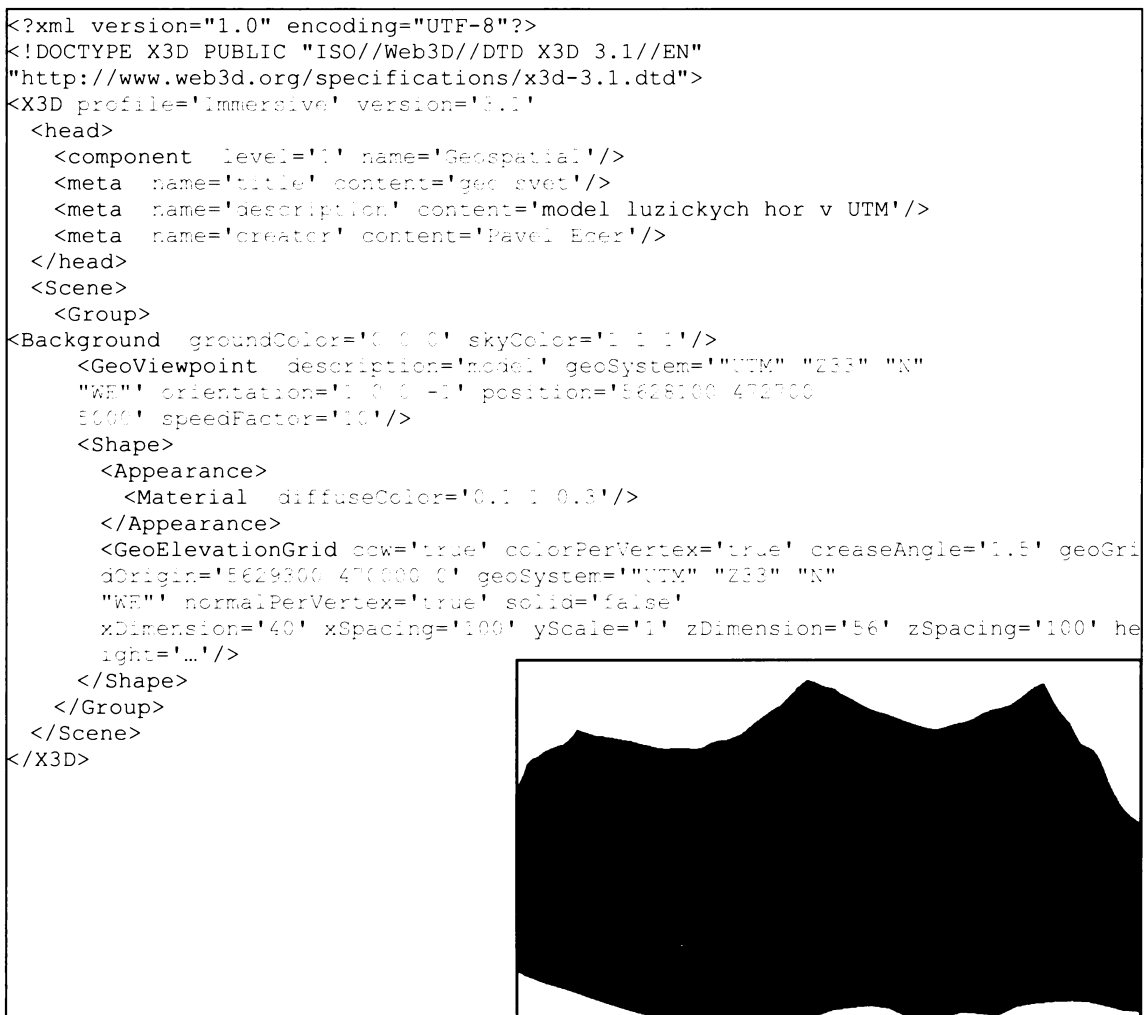 <?xml version="1.0" encoding="UTF-8"?>
<!DOCTYPE X3D PUBLIC "ISO//Web3D//DTD X3D 3.1//EN"
"http://www.web3d.org/specifications/x3d-3.1.dtd">
<X3D profile='Immersive' version='3.1'
<head>
<component level='1' name='Geospatial'/>
<meta name='title' content='geo svet'/>
<meta name='description' content='model luzickych hor v UTM'/>
<meta name='creator' content='Pavel Ecer'/>
</head>
<Scene>
<Group>
<Background groundColor='0 0 0' skyColor='1 1 1'/>
<GeoViewpoint description='model' geoSystem='"UTM" "Z33" "N"
"WE"' orientation='1 0 0 -1' position='5628100 472700
5000' speedFactor='10'/>
<Shape>
<Appearance>
<Material diffuseColor='0.1 1 0.3'/>
</Appearance>
<GeoElevationGrid ccw='true' colorPerVertex='true' creaseAngle='1.5' geoGri
dOrigin='5629300 470000 0' geoSystem='"UTM" "Z33" "N"
"WE"' normalPerVertex='true' solid='false'
xDimension='40' xSpacing='100' yScale='1' zDimension='56' zSpacing='100' he
ight='…'/>
</Shape>
</Group>
</Scene>
</X3D>